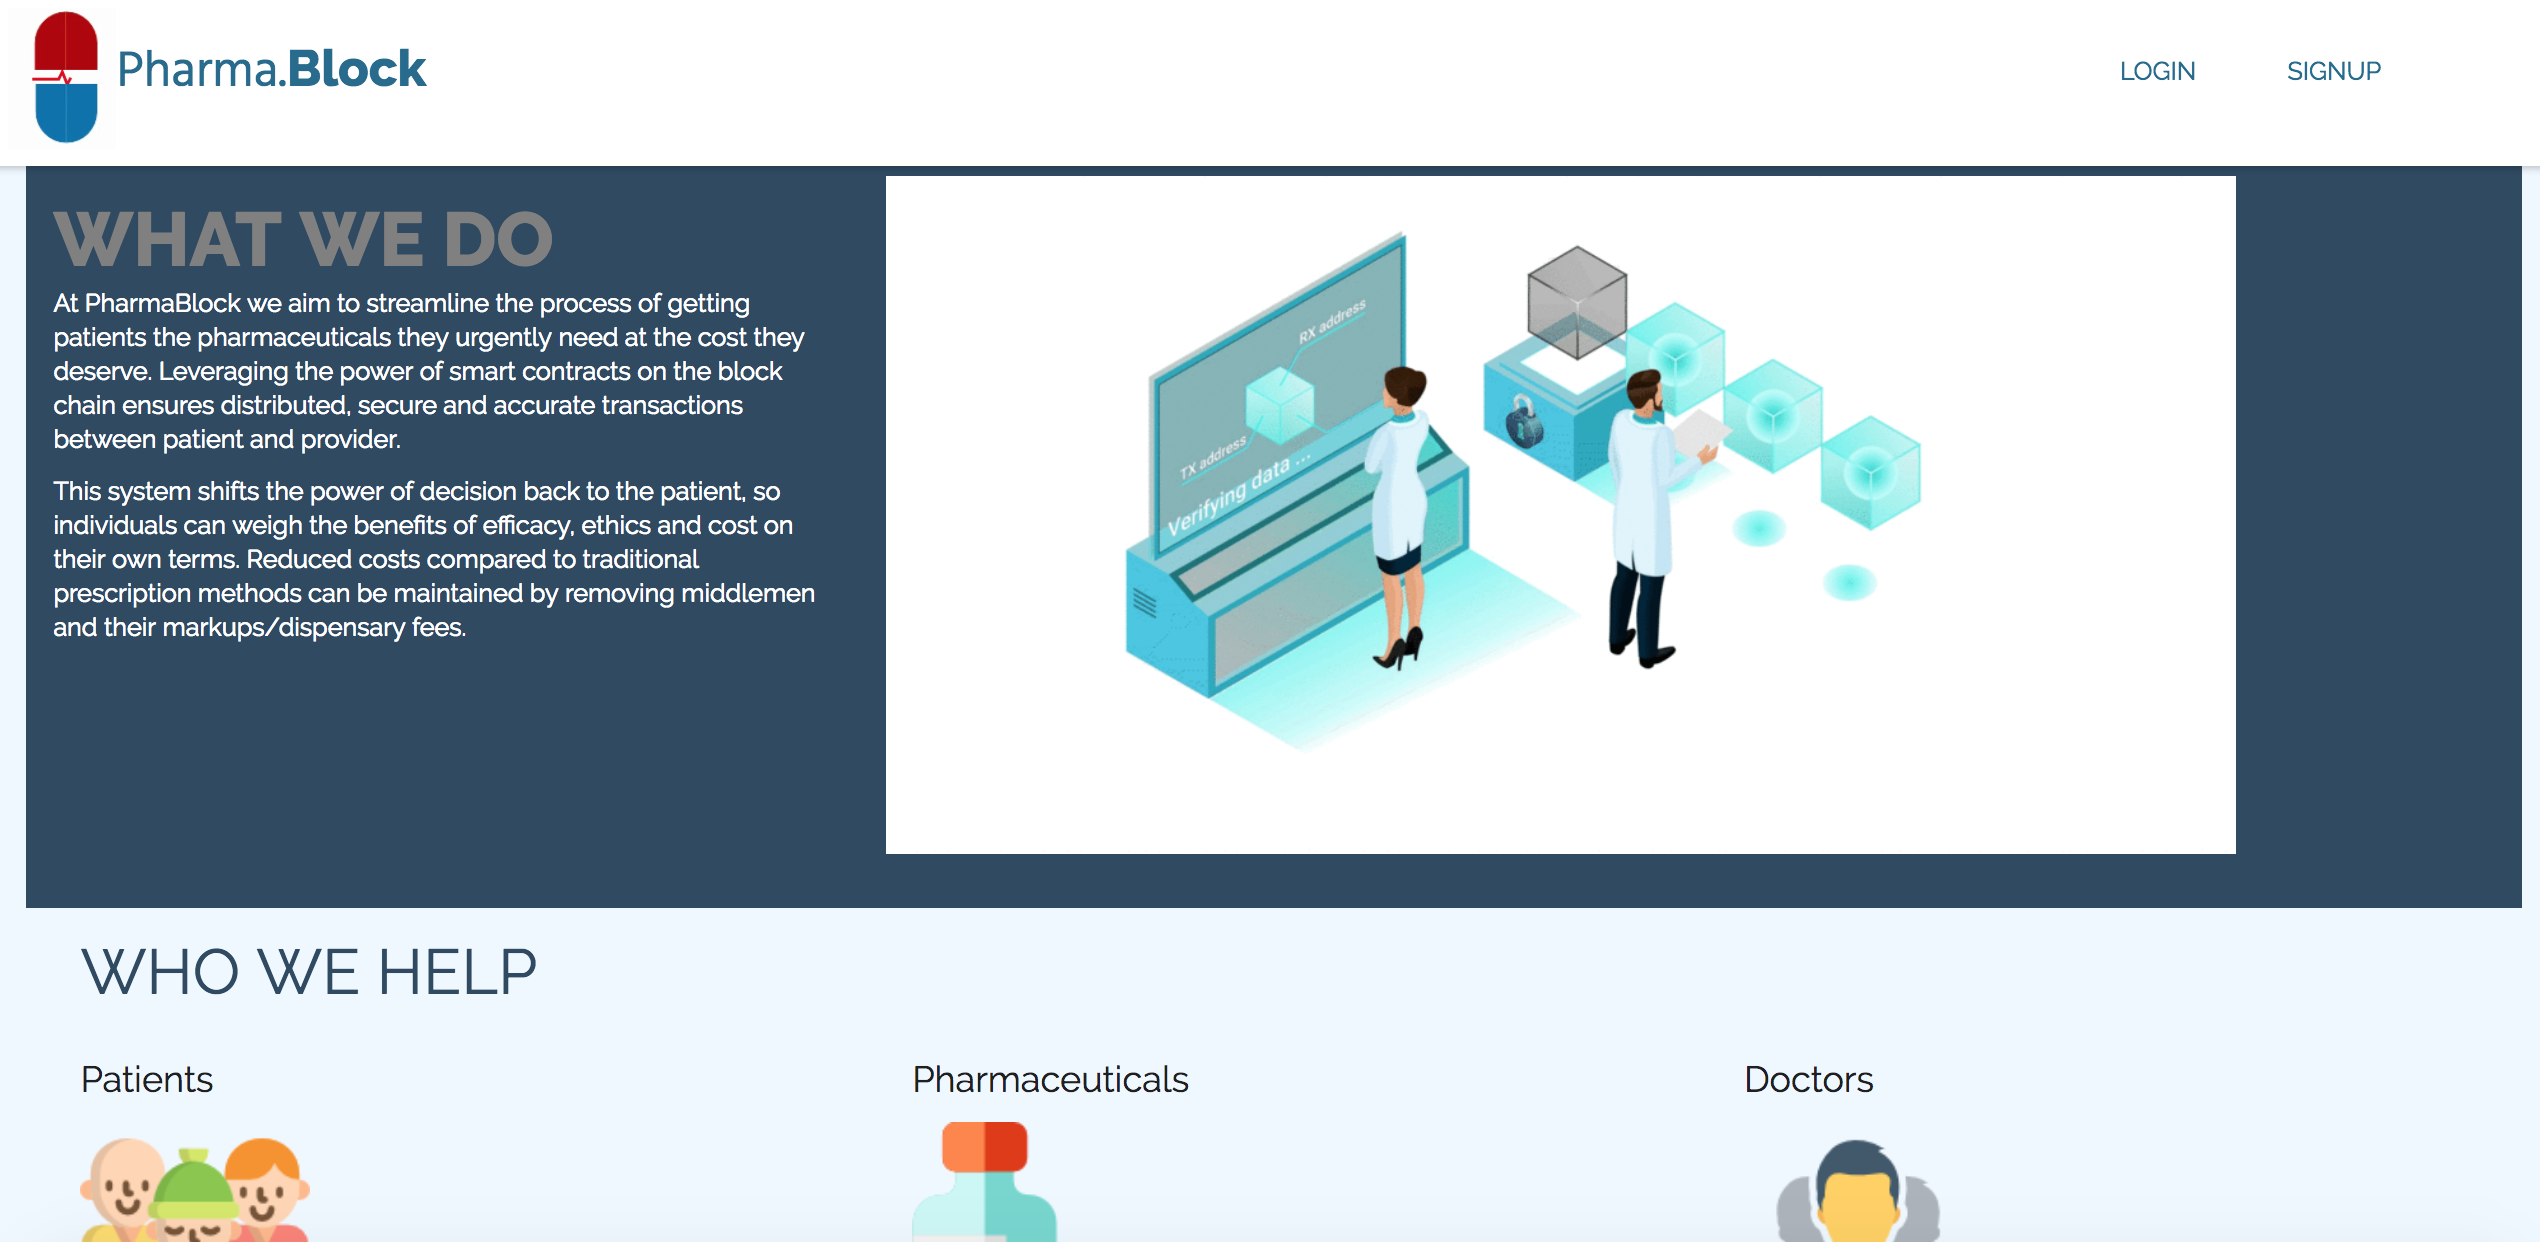 Pharma.Block
LOGIN
SIGNUP
WHAT WE DO
At PharmaBlock we aim to streamline the process of getting
patients the pharmaceuticals they urgently need at the cost they
deserve. Leveraging the power of smart contracts on the block
chain ensures distributed, secure and accurate transactions
between patient and provider.
This system shifts the power of decision back to the patient, so
individuals can weigh the benefits of efficacy, ethics and cost on
their own terms. Reduced costs compared to traditional
prescription methods can be maintained by removing middlemen
and their markups/dispensary fees.
RX address
TX address
Verifying data ...
WHO WE HELP
Patients
Pharmaceuticals
Doctors